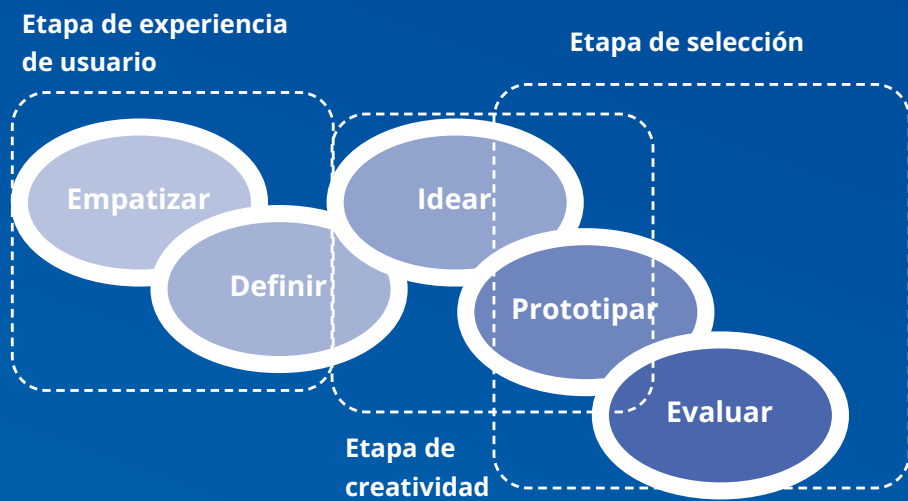 Etapa de experiencia
de usuario
Etapa de selección
Empatizar
Idear
Definir
Prototipar
Evaluar
Etapa de
creatividad